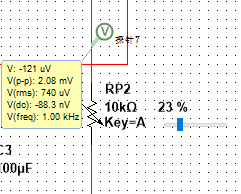 探针7
V: -121 uV
V(p-p): 2.08 mV
V(rms): 740 uV
V(dc): -88.3 nV
V(freq): 1.00 kHz
RP2
10kΩ
23 %
Key=A
C3
00µF